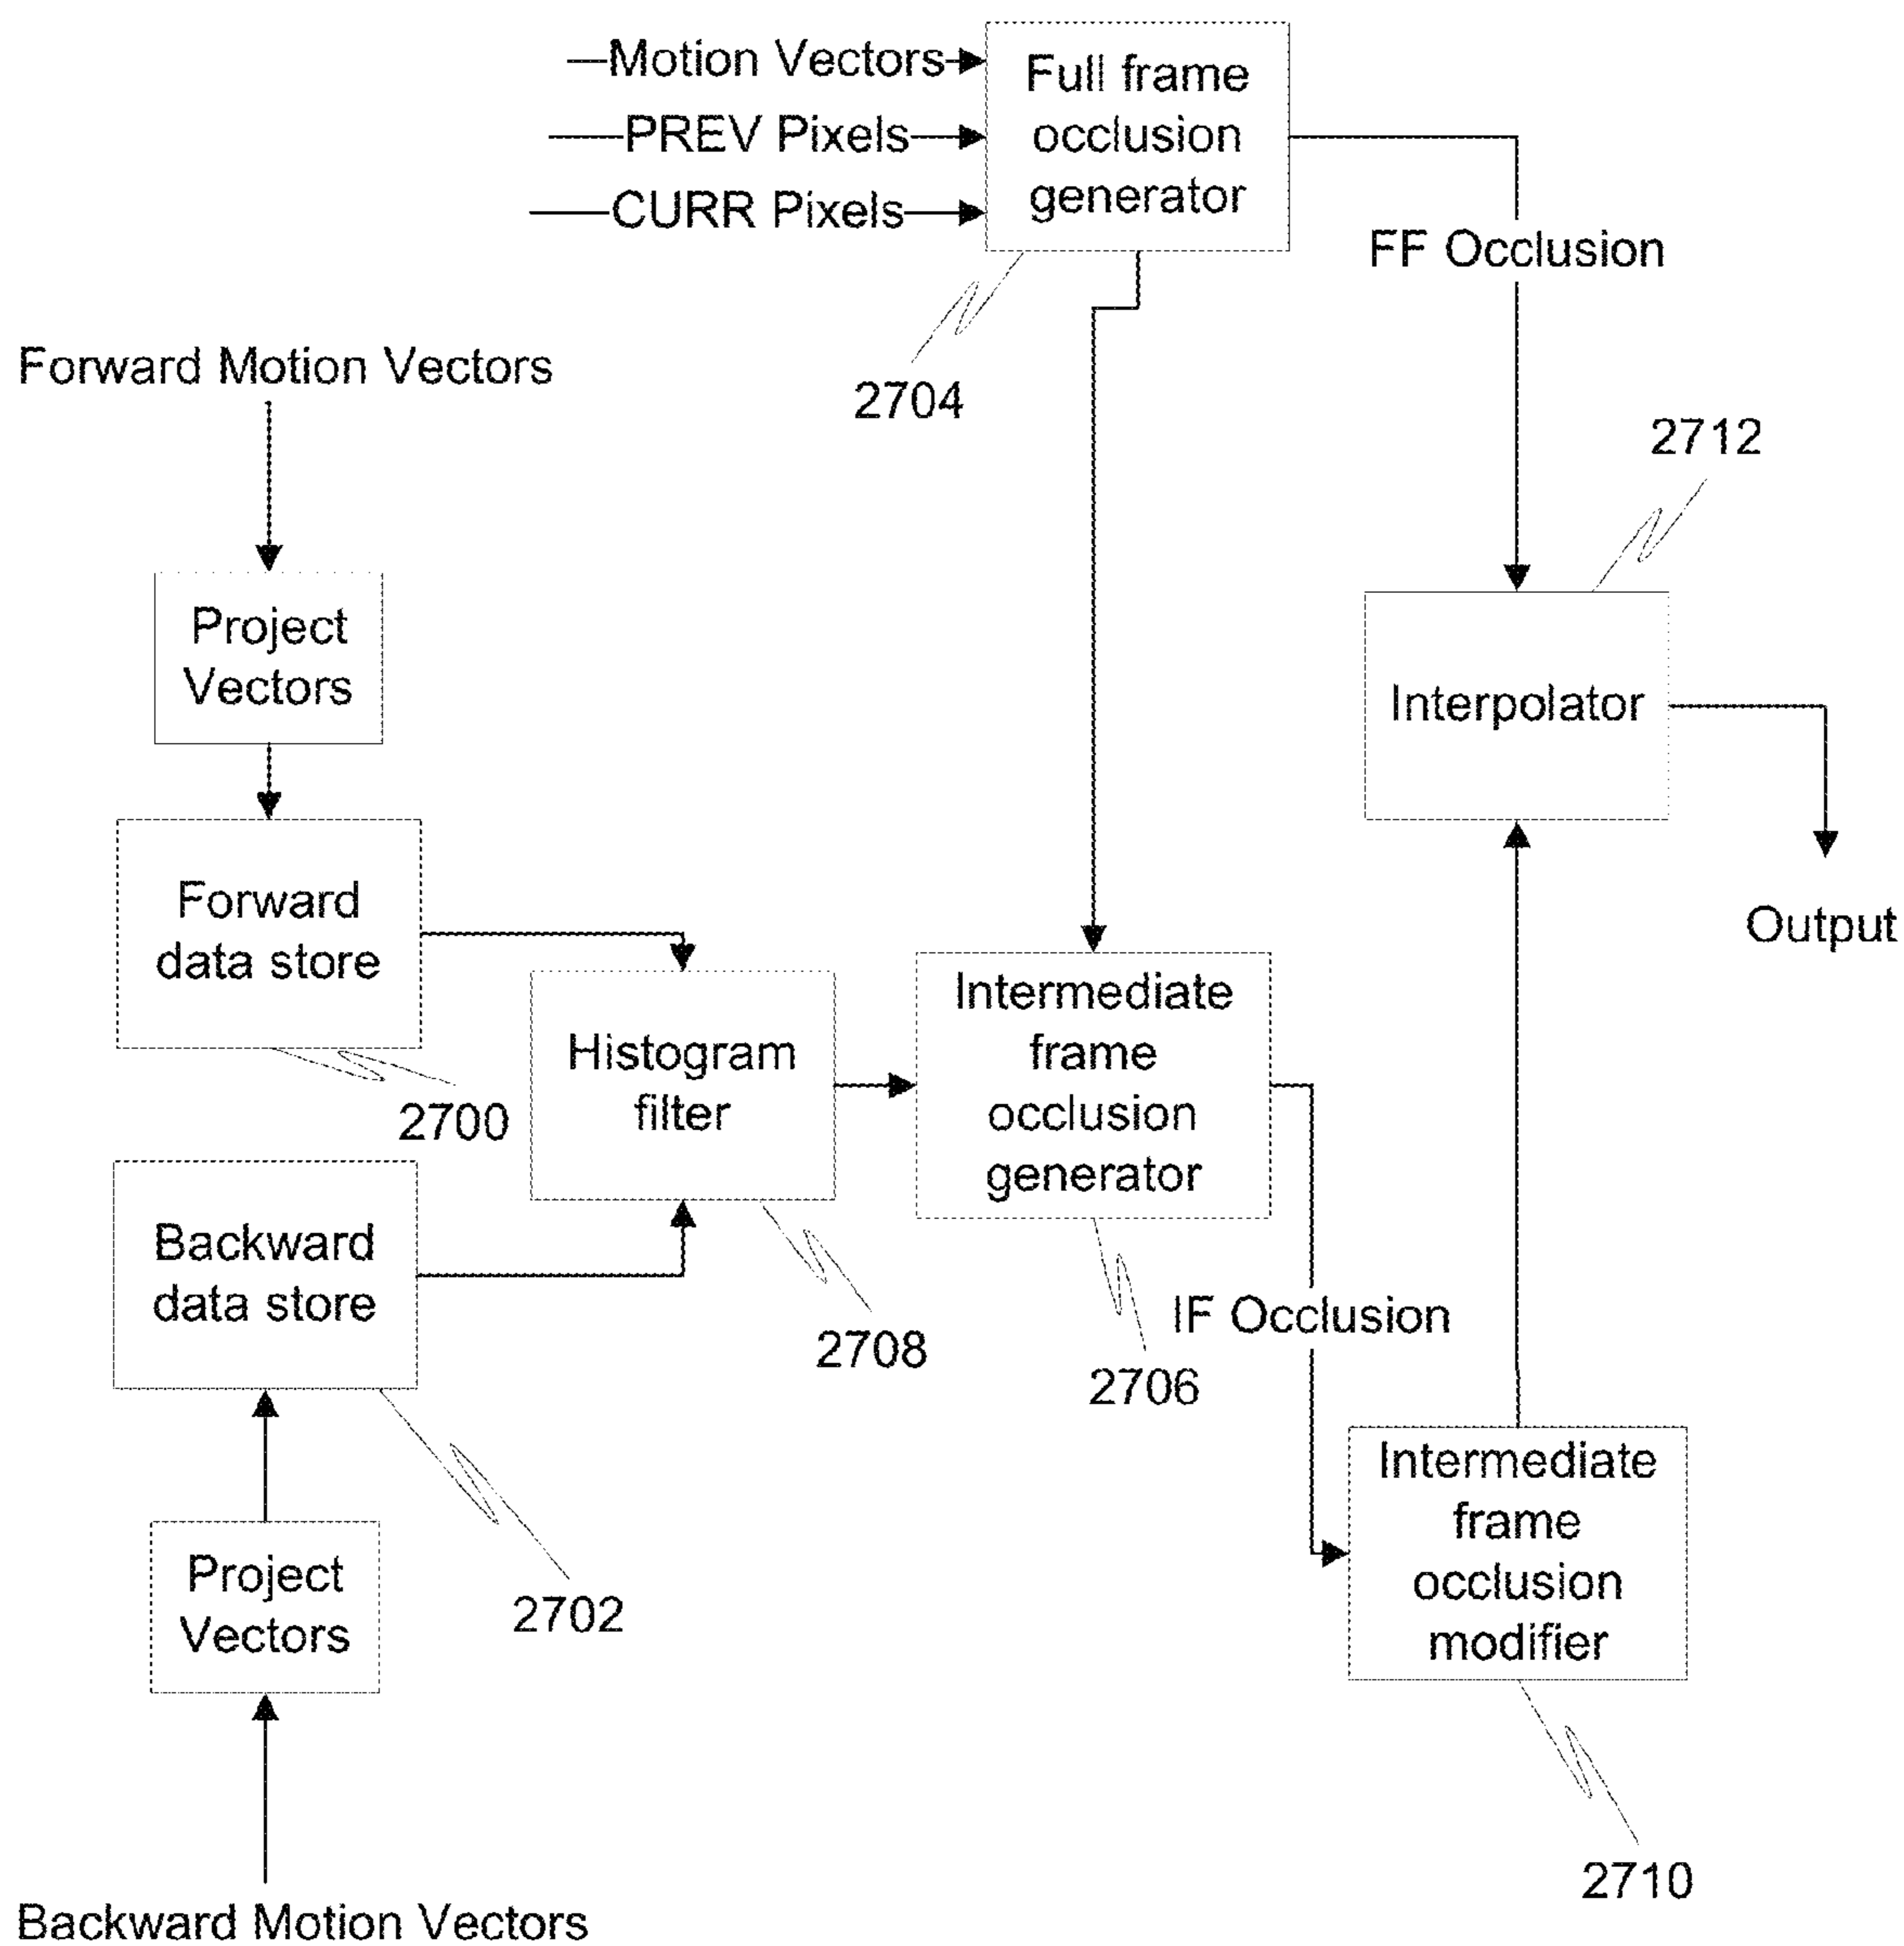 Motion Vectors
PREV Pixels
CURR Pixels
Full frame
occlusion
generator
FF Occlusion
2704
Forward Motion Vectors
2712
Project
Vectors
Interpolator
Forward
data store
Output
2700
Histogram
filter
Intermediate
frame
occlusion
generator
Backward
data store
2708
2706
IF Occlusion
2702
Project
Vectors
Intermediate
frame
occlusion
modifier
2710
Backward Motion Vectors